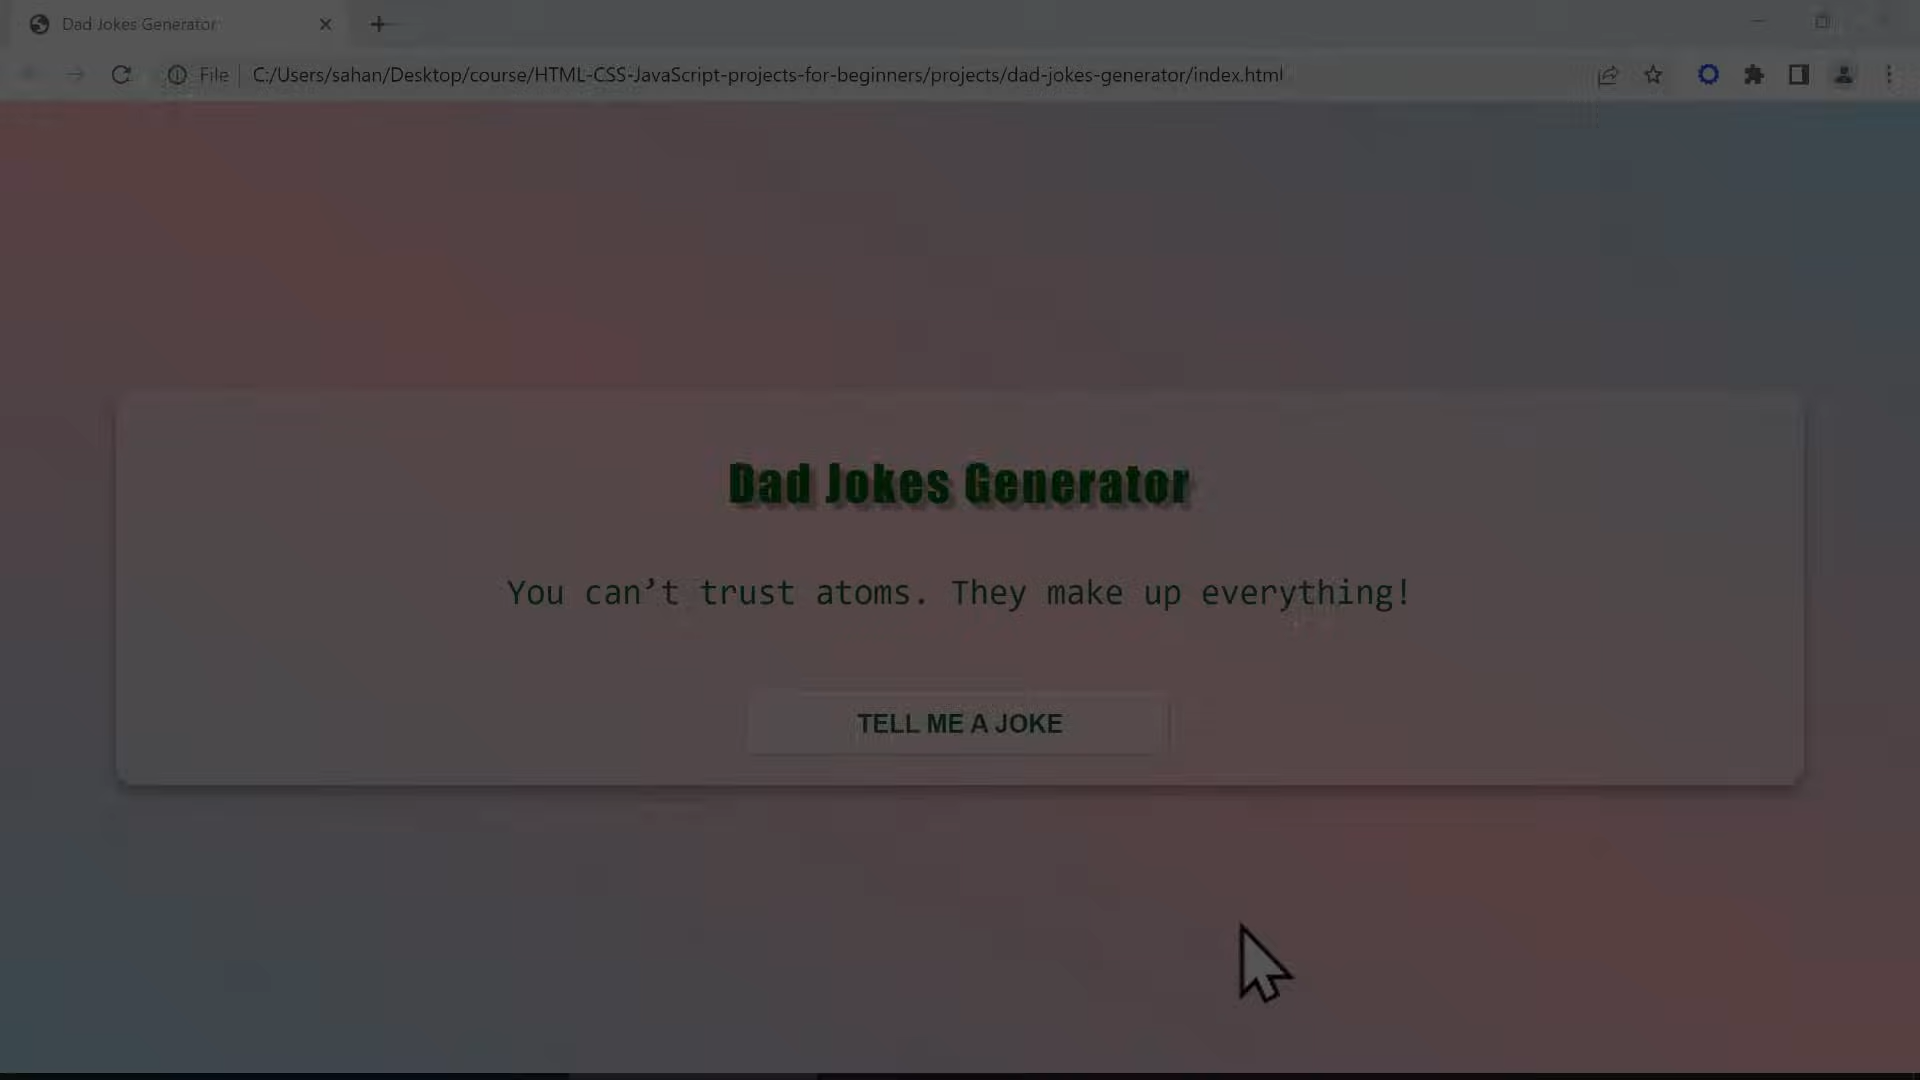 Dad Jokes Generator
File
C:/Users/sahan/Desktop/course/HTML-CSS-JavaScript-projects-for-beginners/projects/dad-jokes-generator/index.html
Dad Jokes Generator
You can’t trust atoms. They make up everything!
TELL ME A JOKE